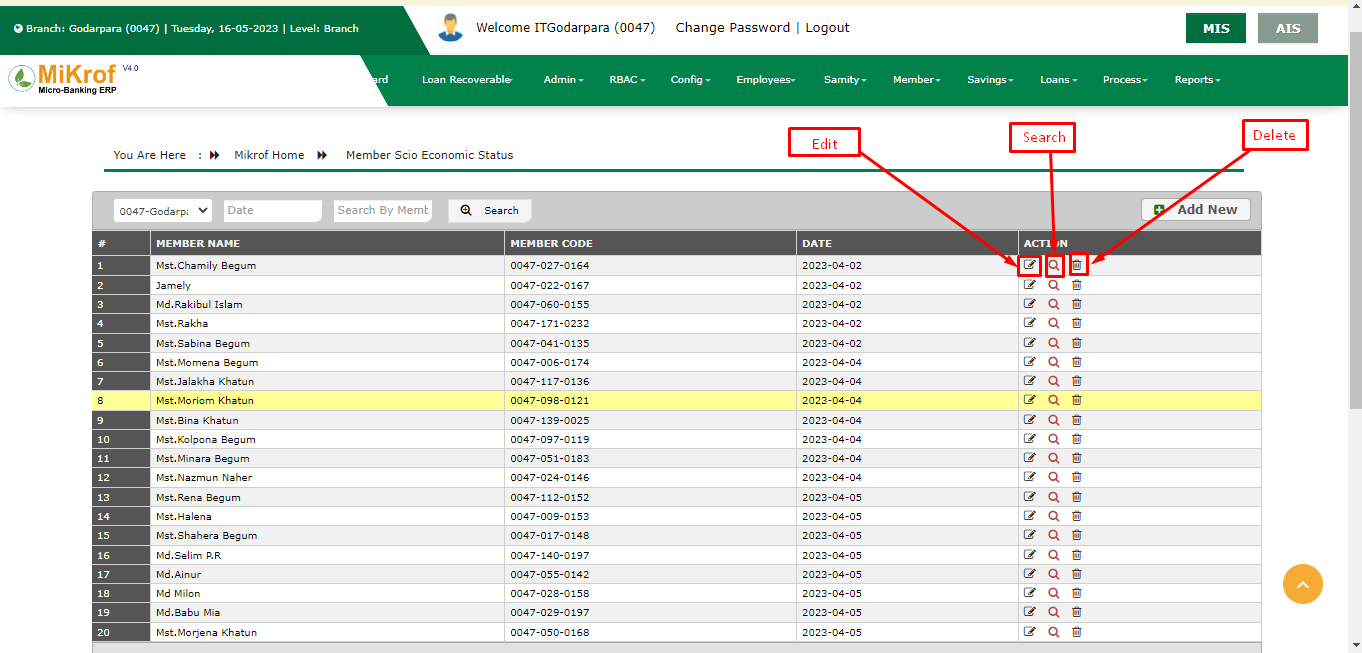 Branch: Godarpara (0047) | Tuesday, 16-05-2023 | Level: Branch
Welcome ITGodarpara (0047) Change Password | Logout
MIS AIS
MiKrof V4.0
Micro-Banking ERP
ard Loan Recoverable Admin RBAC Config Employees Samity Member Savings Loans Process Reports
Edit Search Delete
You Are Here : Mikrof Home Member Scio Economic Status
0047-Godarpa Date Search By Memb Search Add New
# MEMBER NAME MEMBER CODE DATE ACTION
1 Mst.Chamily Begum 0047-027-0164 2023-04-02
2 Jamely 0047-022-0167 2023-04-02
3 Md.Rakibul Islam 0047-060-0155 2023-04-02
4 Mst.Rakha 0047-171-0232 2023-04-02
5 Mst.Sabina Begum 0047-041-0135 2023-04-02
6 Mst.Momena Begum 0047-006-0174 2023-04-04
7 Mst.Jalakha Khatun 0047-117-0136 2023-04-04
8 Mst.Moriom Khatun 0047-098-0121 2023-04-04
9 Mst.Bina Khatun 0047-139-0025 2023-04-04
10 Mst.Kolpona Begum 0047-097-0119 2023-04-04
11 Mst.Minara Begum 0047-051-0183 2023-04-04
12 Mst.Nazmun Naher 0047-024-0146 2023-04-04
13 Mst.Rena Begum 0047-112-0152 2023-04-05
14 Mst.Halena 0047-009-0153 2023-04-05
15 Mst.Shahera Begum 0047-017-0148 2023-04-05
16 Md.Selim P.R 0047-140-0197 2023-04-05
17 Md.Ainur 0047-055-0142 2023-04-05
18 Md Milon 0047-028-0158 2023-04-05
19 Md.Babu Mia 0047-029-0197 2023-04-05
20 Mst.Morjena Khatun 0047-050-0168 2023-04-05